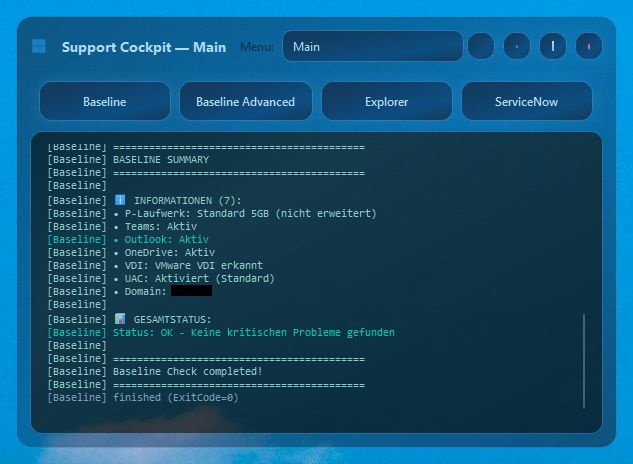 Support Cockpit — Main Menu: Main
Baseline Baseline Advanced Explorer ServiceNow
[Baseline] ==========================================
[Baseline] BASELINE SUMMARY
[Baseline] ==========================================
[Baseline]
[Baseline] ℹ️ INFORMATIONEN (7):
[Baseline] • P-Laufwerk: Standard 5GB (nicht erweitert)
[Baseline] • Teams: Aktiv
[Baseline] • Outlook: Aktiv
[Baseline] • OneDrive: Aktiv
[Baseline] • VDI: VMware VDI erkannt
[Baseline] • UAC: Aktiviert (Standard)
[Baseline] • Domain:
[Baseline]
[Baseline] 📊 GESAMTSTATUS:
[Baseline] Status: OK - Keine kritischen Probleme gefunden
[Baseline]
[Baseline] ==========================================
[Baseline] Baseline Check completed!
[Baseline] ==========================================
[Baseline] finished (ExitCode=0)